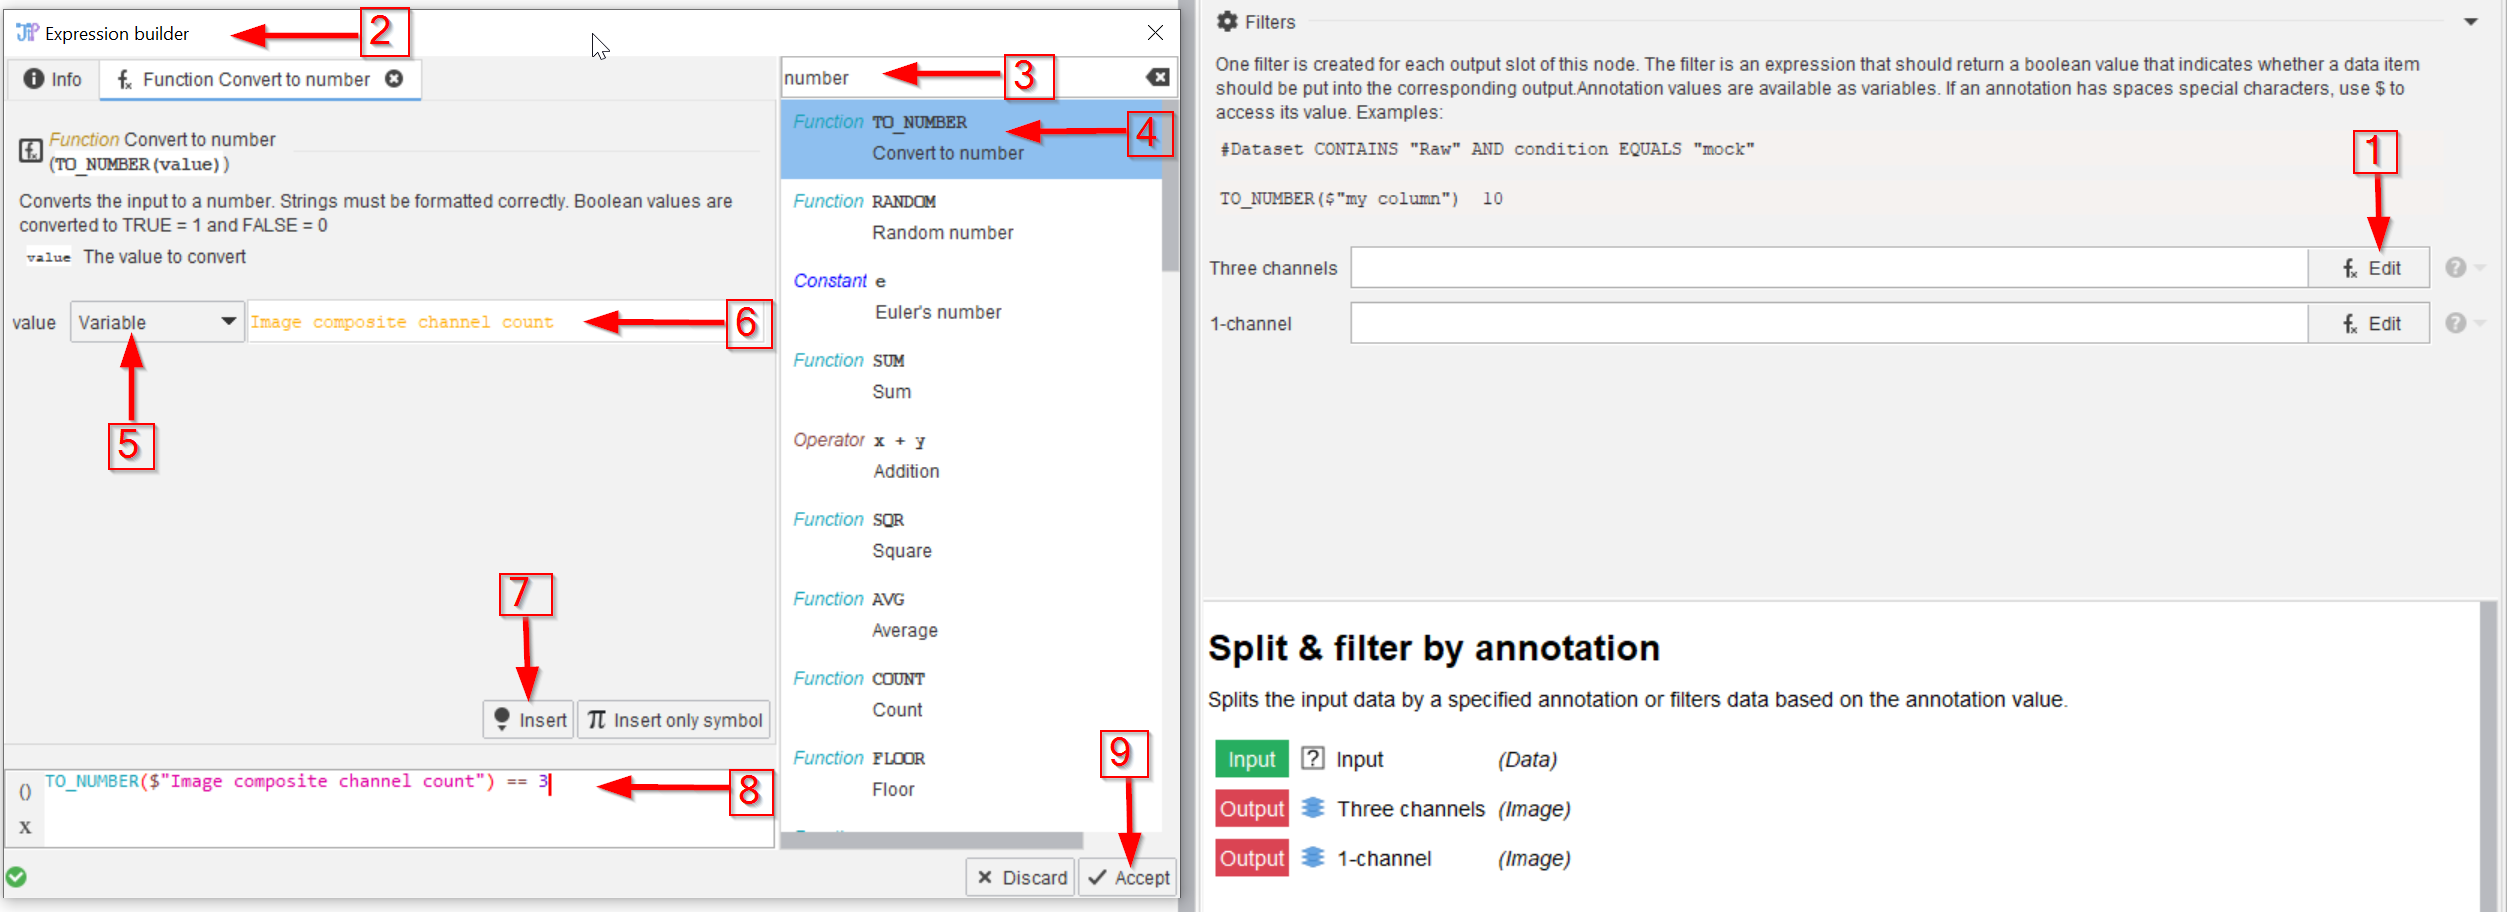 Expression builder
2
Info
Function Convert to number
Function Convert to number
(TO_NUMBER(value))
Converts the input to a number. Strings must be formatted correctly. Boolean values are
converted to TRUE = 1 and FALSE = 0
value The value to convert
value Variable Image composite channel count
6
5
7
Insert
Insert only symbol
()
x
TO_NUMBER($"Image composite channel count") == 3
8
number
3
Function TO_NUMBER
Convert to number
4
Function RANDOM
Random number
Constant e
Euler's number
Function SUM
Sum
Operator x + y
Addition
Function SQR
Square
Function AVG
Average
Function COUNT
Count
Function FLOOR
Floor
9
Discard
Accept
Filters
One filter is created for each output slot of this node. The filter is an expression that should return a boolean value that indicates whether a data item
should be put into the corresponding output.Annotation values are available as variables. If an annotation has spaces special characters, use $ to
access its value. Examples:
#Dataset CONTAINS "Raw" AND condition EQUALS "mock"
TO_NUMBER($"my column") 10
1
Three channels
fx Edit
1-channel
fx Edit
Split & filter by annotation
Splits the input data by a specified annotation or filters data based on the annotation value.
Input ? Input (Data)
Output Three channels (Image)
Output 1-channel (Image)